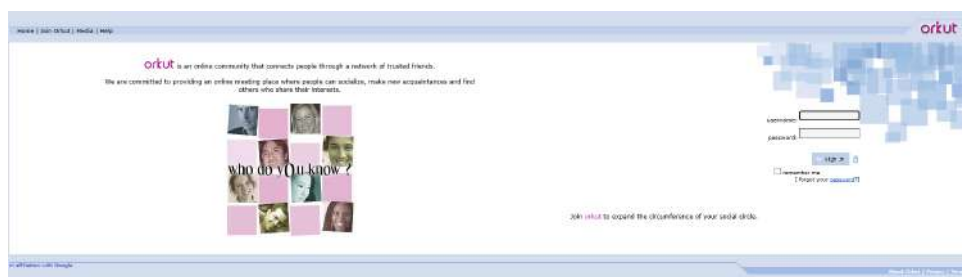 Home | Join Orkut | Media | Help
orkut
orkut is an online community that connects people through a network of trusted friends.
We are committed to providing an online meeting place where people can socialize, make new acquaintances and find
others who share their interests.
who do yOu know ?
username:
password:
sign in
remember me
[ Forgot your password? ]
Join orkut to expand the circumference of your social circle.
in affiliation with Google
About Orkut | Privacy |